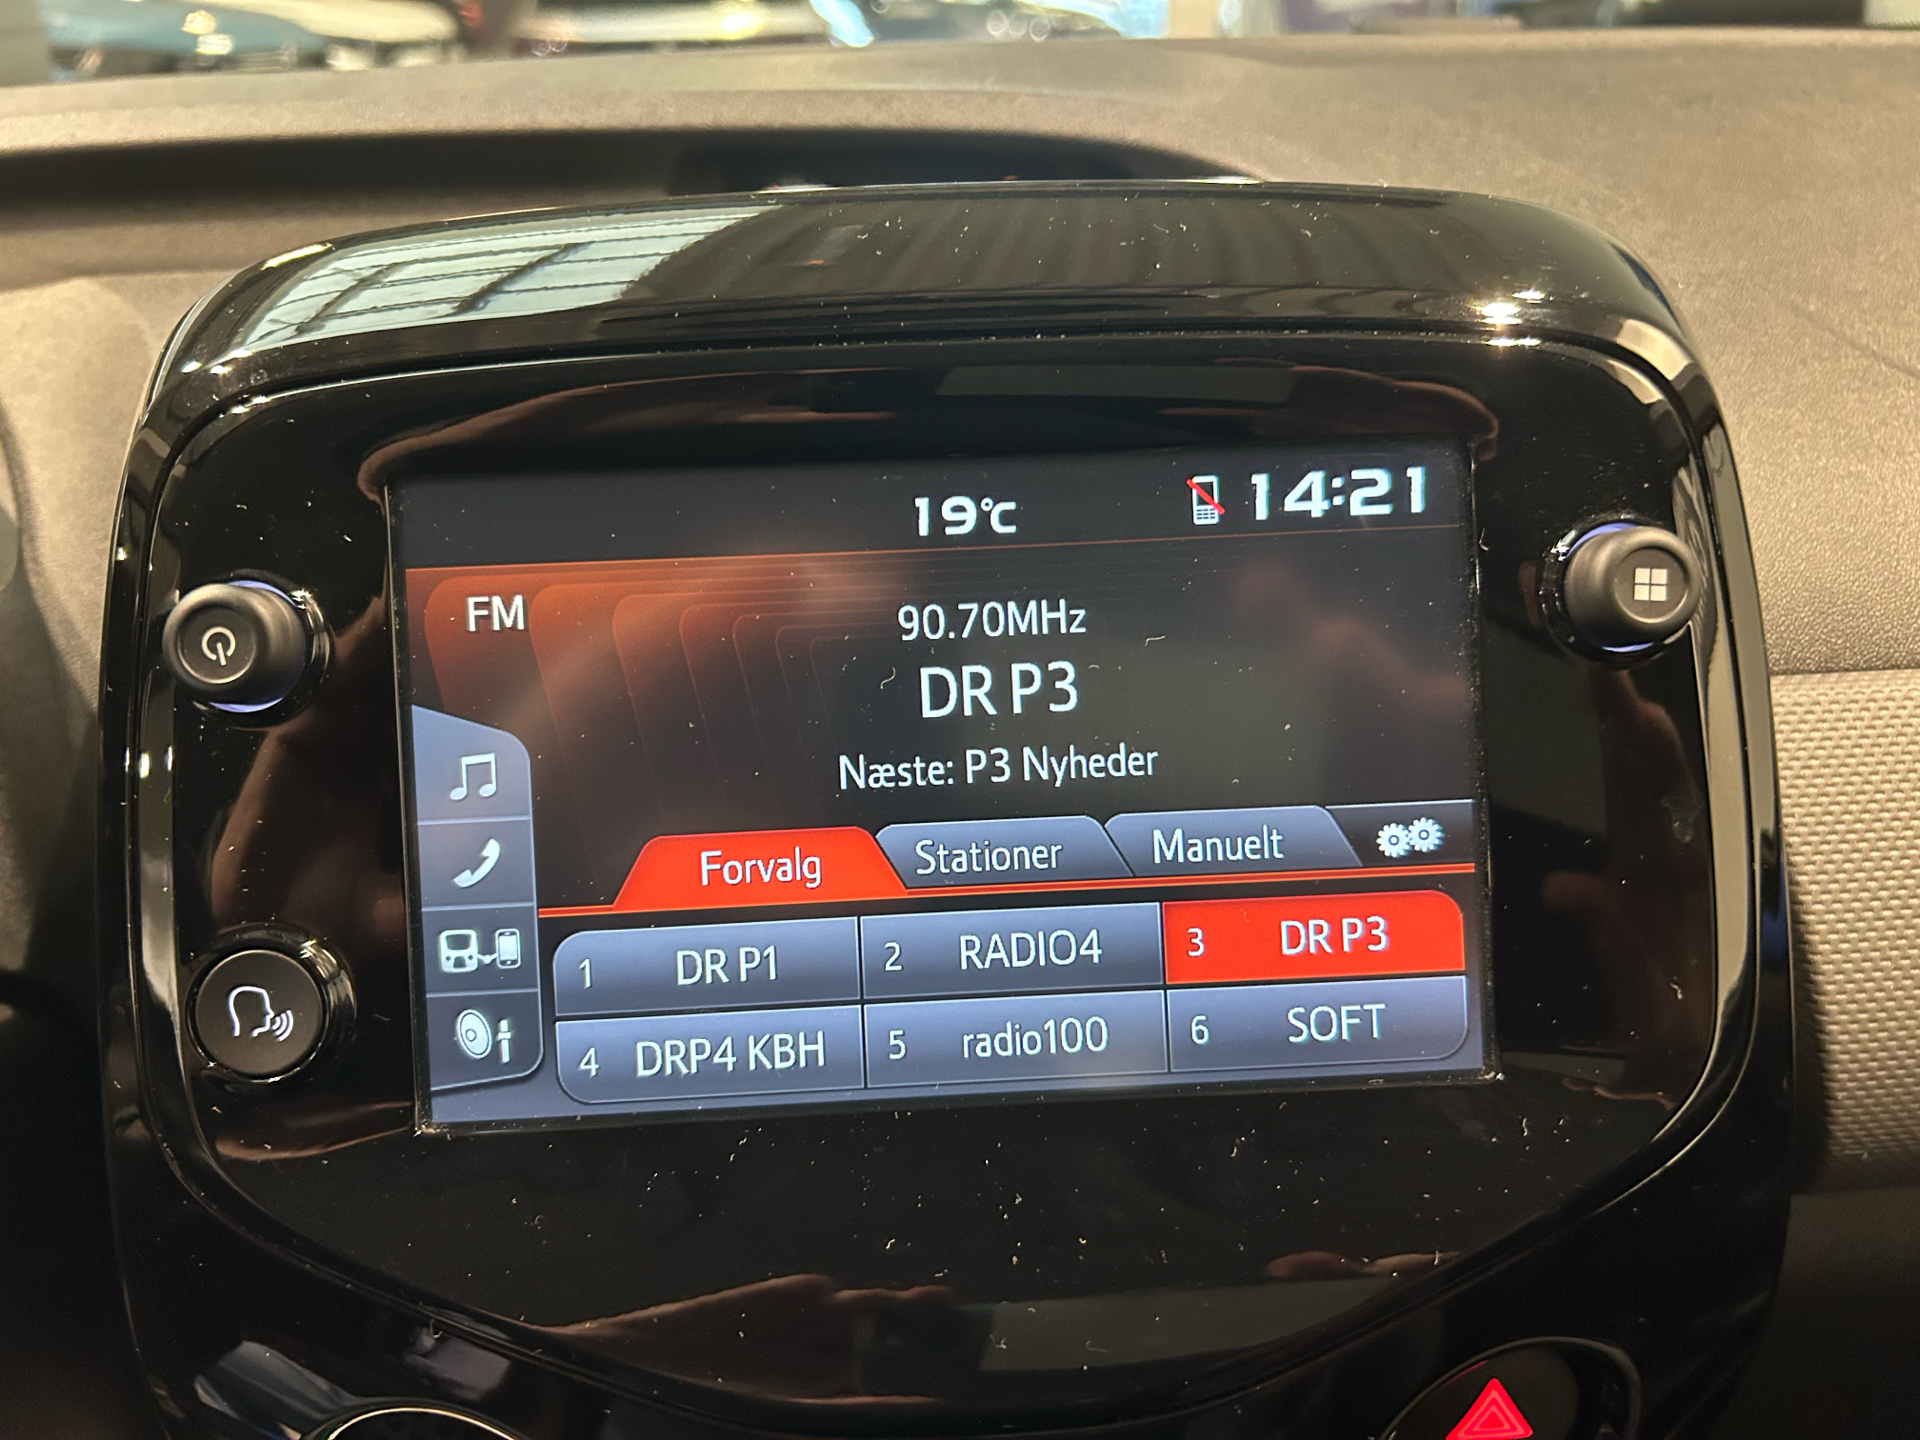 19°C 14:21
FM
90.70MHz
DR P3
Næste: P3 Nyheder
Forvalg Stationer Manuelt
1 DR P1 2 RADIO4 3 DR P3
4 DRP4 KBH 5 radio100 6 SOFT